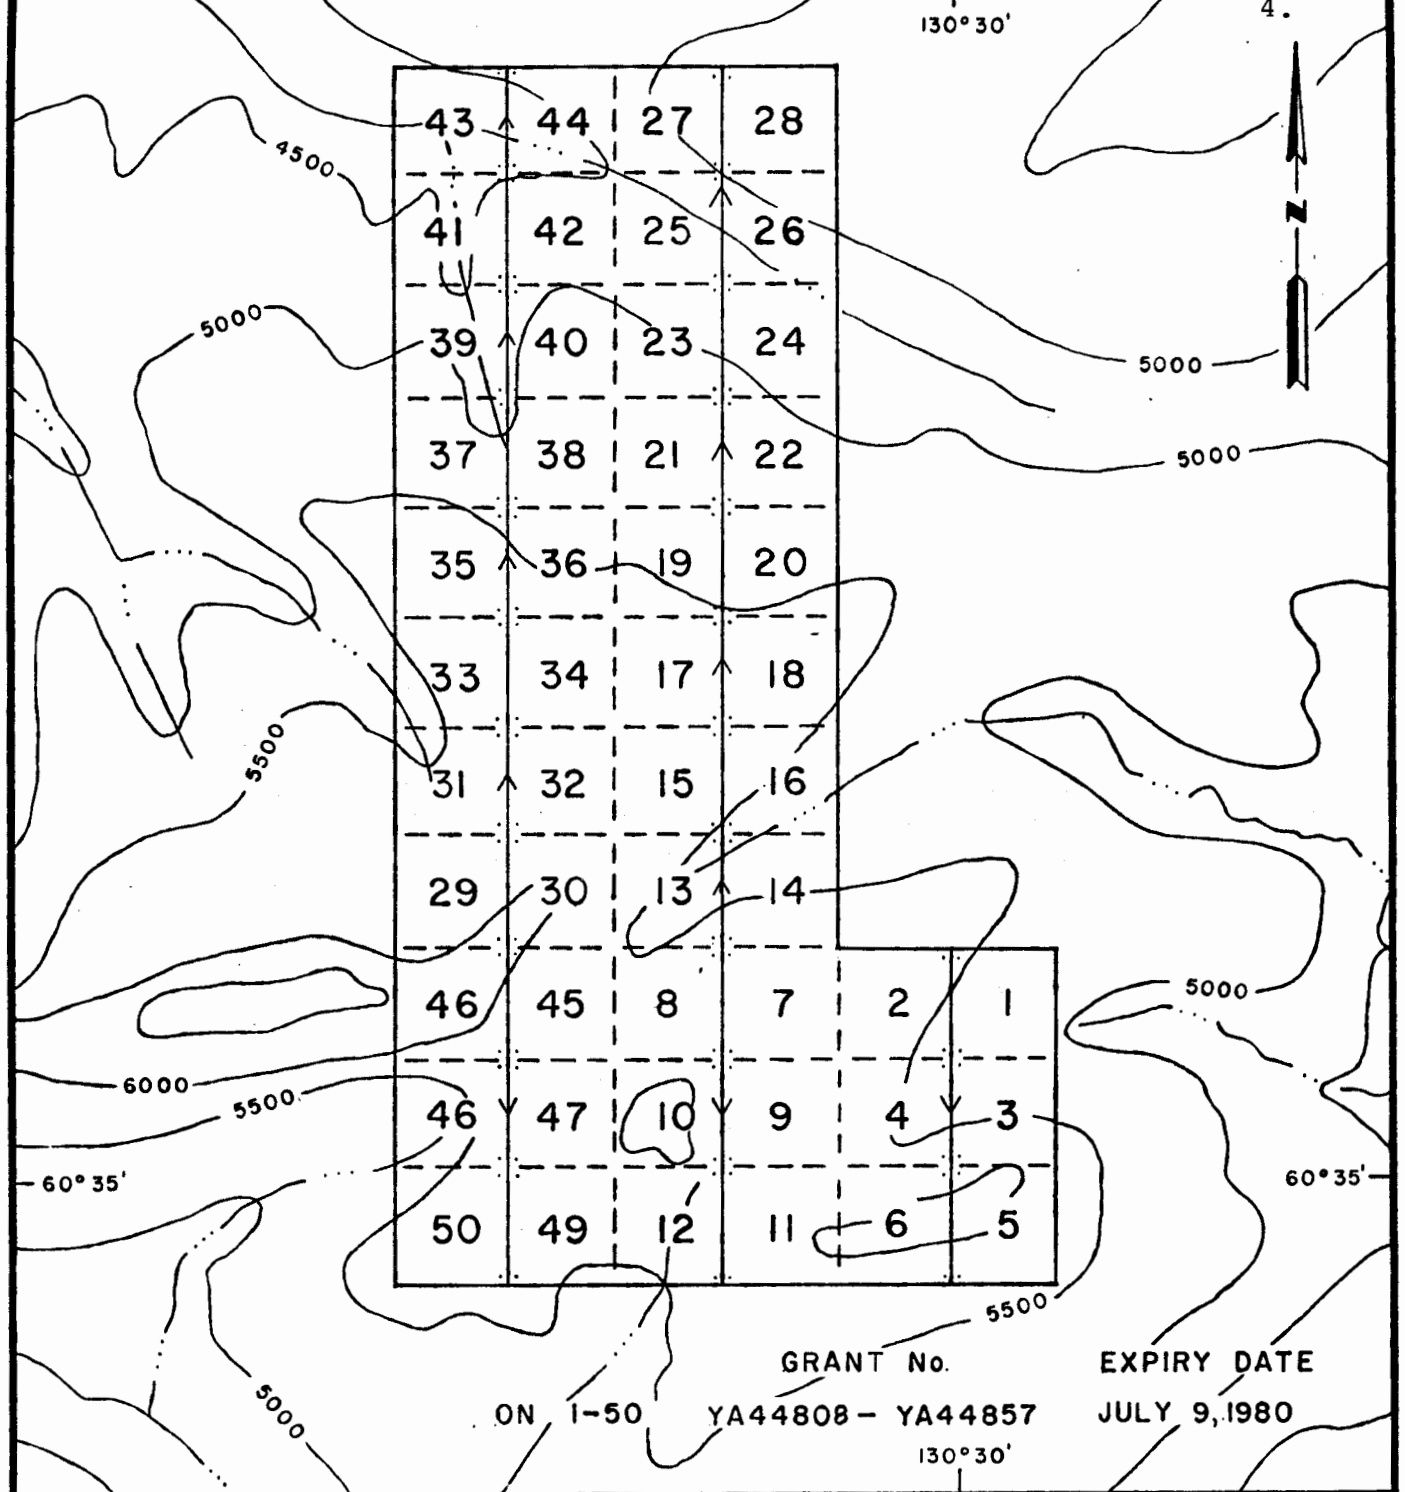 4.
130°30'
43 44 27 28
4500
41 42 25 26
5000
39 40 23 24
5000
37 38 21 22
5000
35 36 19 20
33 34 17 18
5500
31 32 15 16
29 30 13 14
46 45 8 7 2 1
5000
6000
5500
46 47 10 9 4 3
60°35'
60°35'
50 49 12 11 6 5
5500
5000
GRANT No. EXPIRY DATE
ON 1-50 YA44808 - YA44857 JULY 9, 1980
130°30'
N